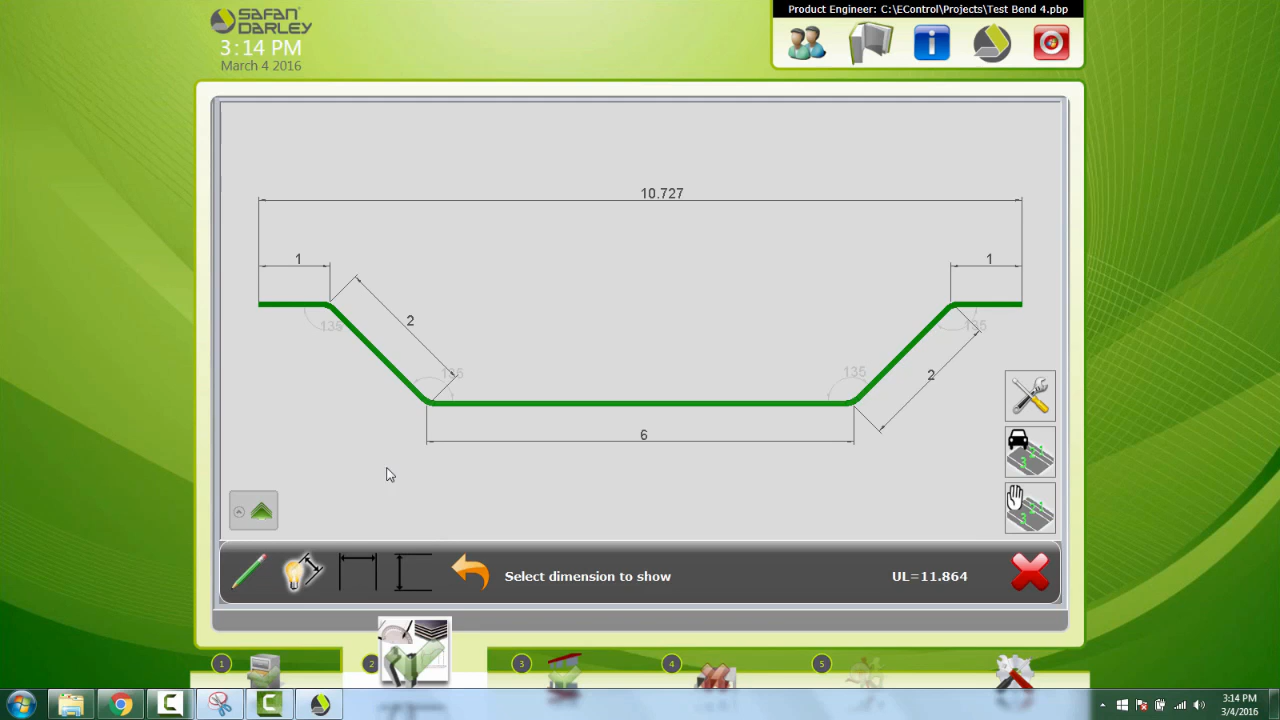 SAFAN
DARLEY
3:14 PM
March 4 2016
Product Engineer: C:\EControl\Projects\Test Bend 4.pbp
10.727
1
1
2
135
135
135
135
2
6
Select dimension to show
UL=11.864
1
2
3
4
5
3:14 PM
3/4/2016